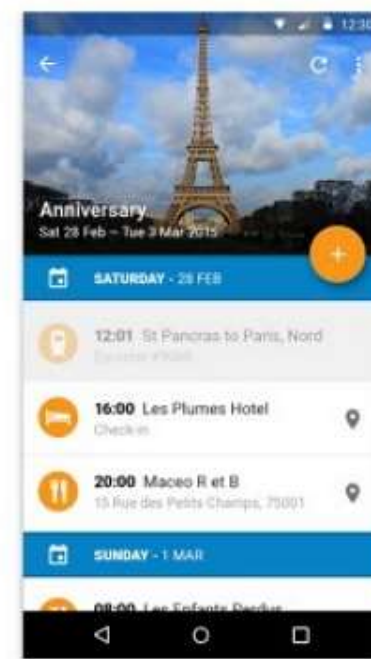 12:30
Anniversary
Sat 28 Feb – Tue 3 Mar 2015
SATURDAY - 28 FEB
12:01 St Pancras to Paris, Nord
16:00 Les Plumes Hotel
Check-in
20:00 Maceo R et B
15 Rue des Petits Champs, 75001
SUNDAY - 1 MAR
08:00 Les Enfants Perdus